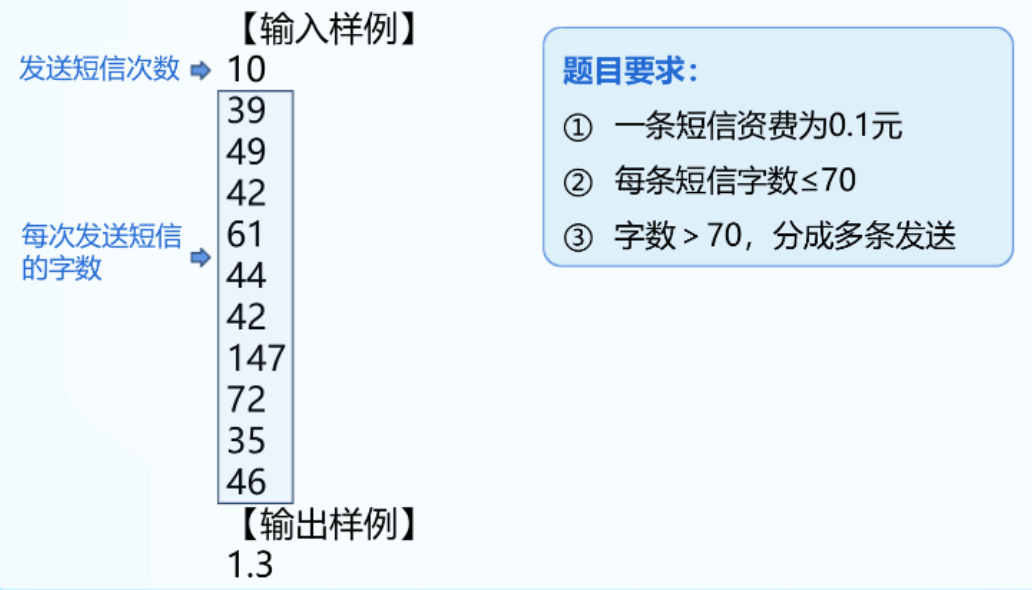 【输入样例】
发送短信次数
10
39
49
42
61
44
42
147
72
35
46
每次发送短信
的字数
【输出样例】
1.3
题目要求：
① 一条短信资费为0.1元
② 每条短信字数≤70
③ 字数 > 70，分成多条发送